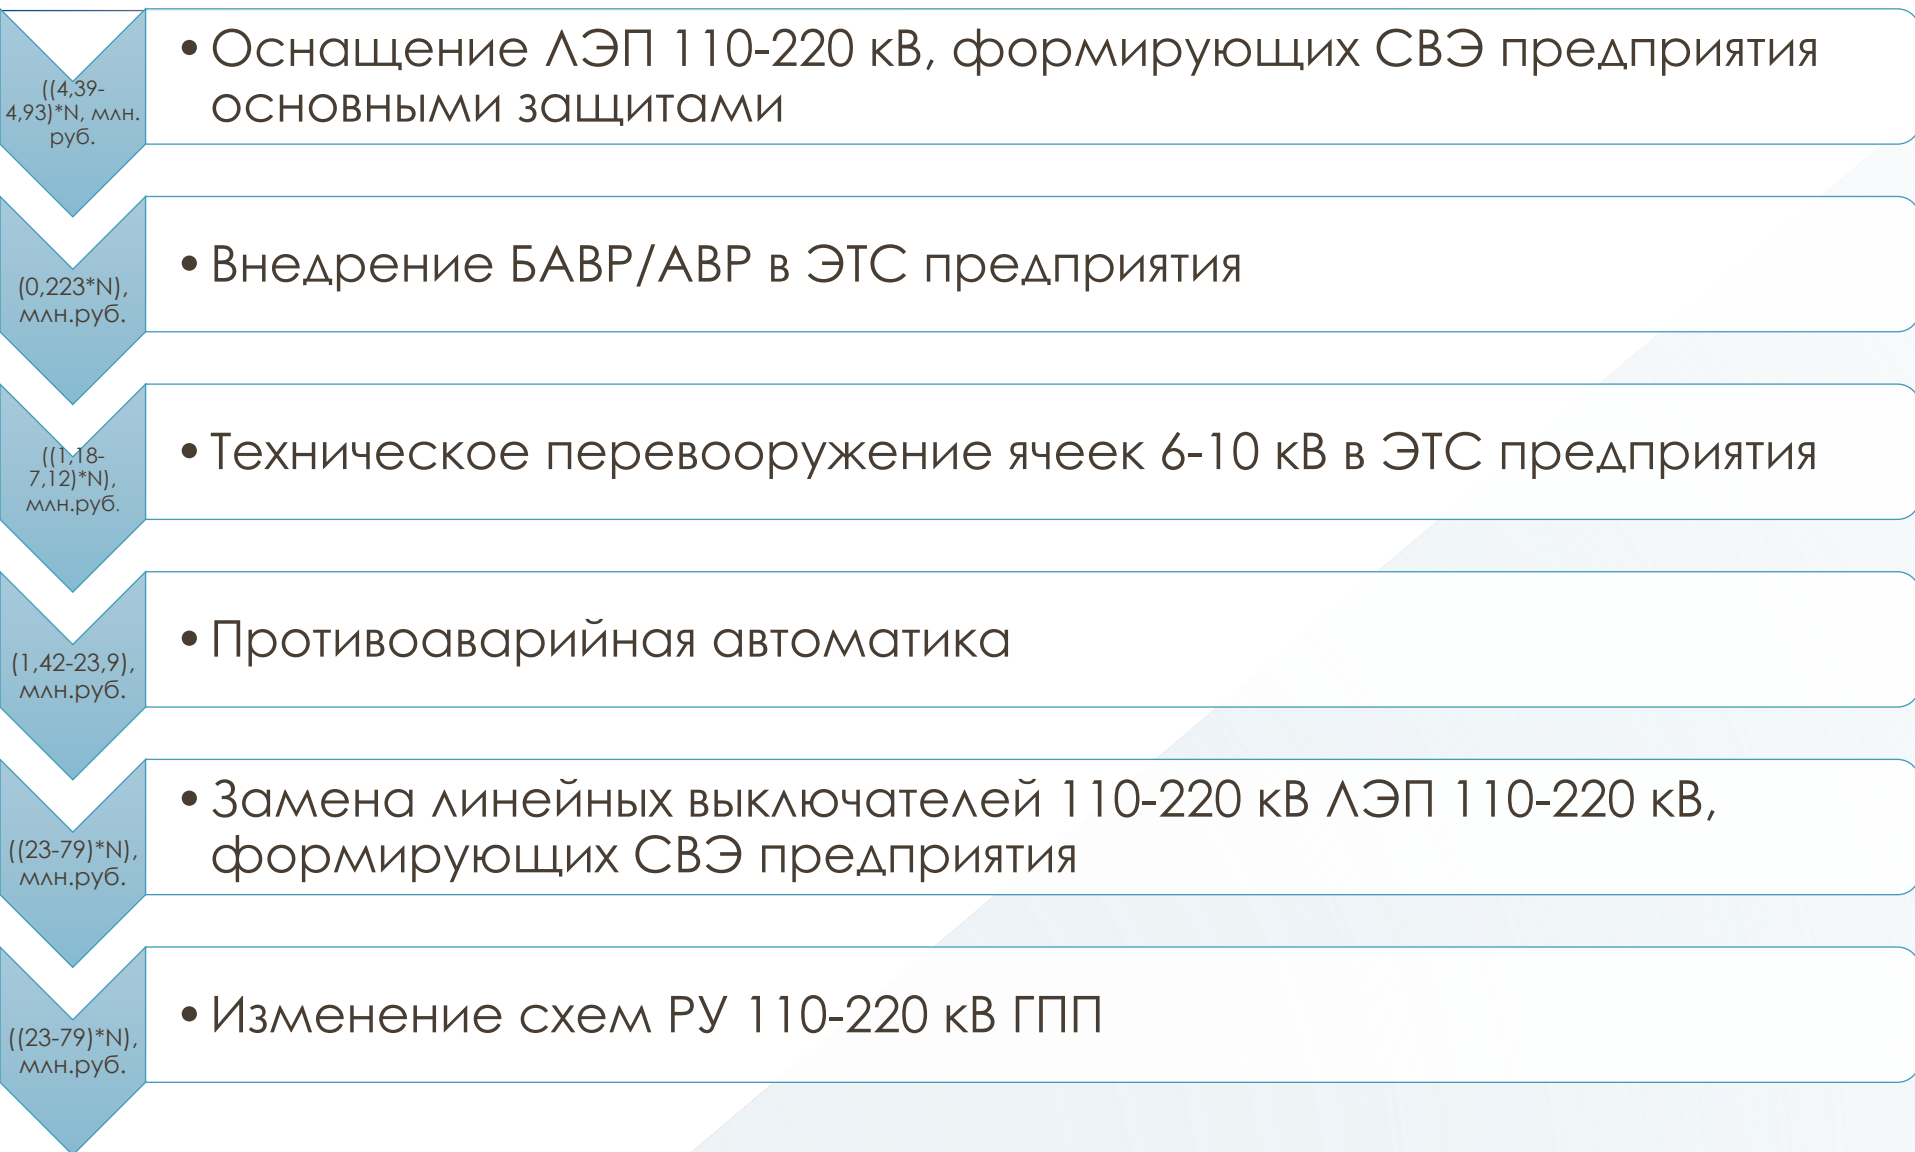 ((4,39-
4,93)*N, млн.
руб.
• Оснащение ЛЭП 110-220 кВ, формирующих СВЭ предприятия
основными защитами
(0,223*N),
млн.руб.
• Внедрение БАВР/АВР в ЭТС предприятия
((1,18-
7,12)*N),
млн.руб.
• Техническое перевооружение ячеек 6-10 кВ в ЭТС предприятия
(1,42-23,9),
млн.руб.
• Противоаварийная автоматика
((23-79)*N),
млн.руб.
• Замена линейных выключателей 110-220 кВ ЛЭП 110-220 кВ,
формирующих СВЭ предприятия
((23-79)*N),
млн.руб.
• Изменение схем РУ 110-220 кВ ГПП